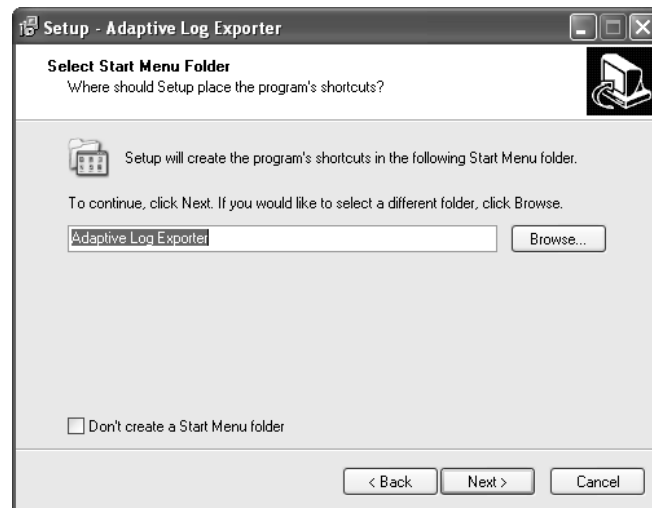 Setup - Adaptive Log Exporter
Select Start Menu Folder
Where should Setup place the program's shortcuts?
Setup will create the program's shortcuts in the following Start Menu folder.
To continue, click Next. If you would like to select a different folder, click Browse.
Adaptive Log Exporter
Browse...
Don't create a Start Menu folder
< Back
Next >
Cancel